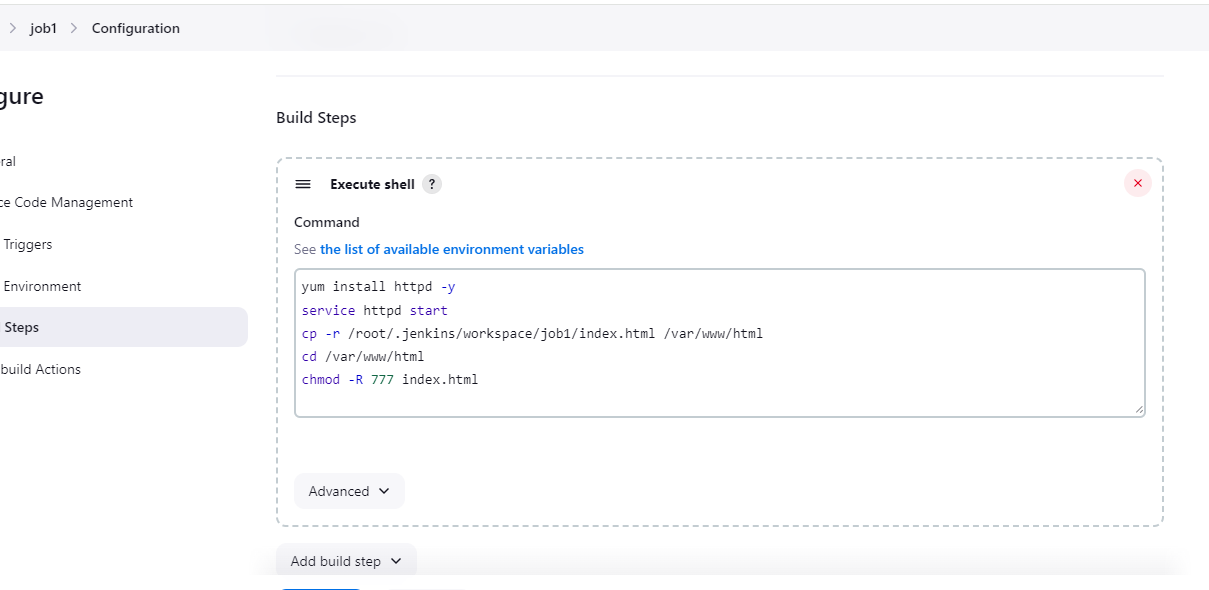 job1 > Configuration
gure
ral
ce Code Management
Triggers
Environment
Steps
build Actions
Build Steps
Execute shell ?
Command
See the list of available environment variables
yum install httpd -y
service httpd start
cp -r /root/.jenkins/workspace/job1/index.html /var/www/html
cd /var/www/html
chmod -R 777 index.html
Advanced
Add build step